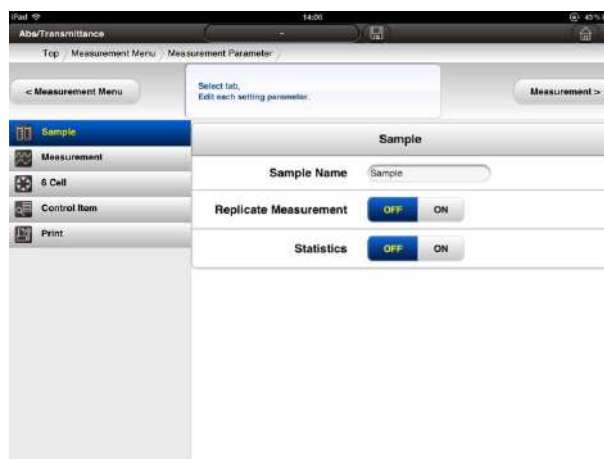 iPad 14:06 45%
Abs/Transmittance -
Top / Measurement Menu / Measurement Parameter /
< Measurement Menu
Select tab,
Edit each setting parameter.
Measurement >
Sample
Measurement
6 Cell
Control Item
Print
Sample
Sample Name Sample
Replicate Measurement OFF ON
Statistics OFF ON